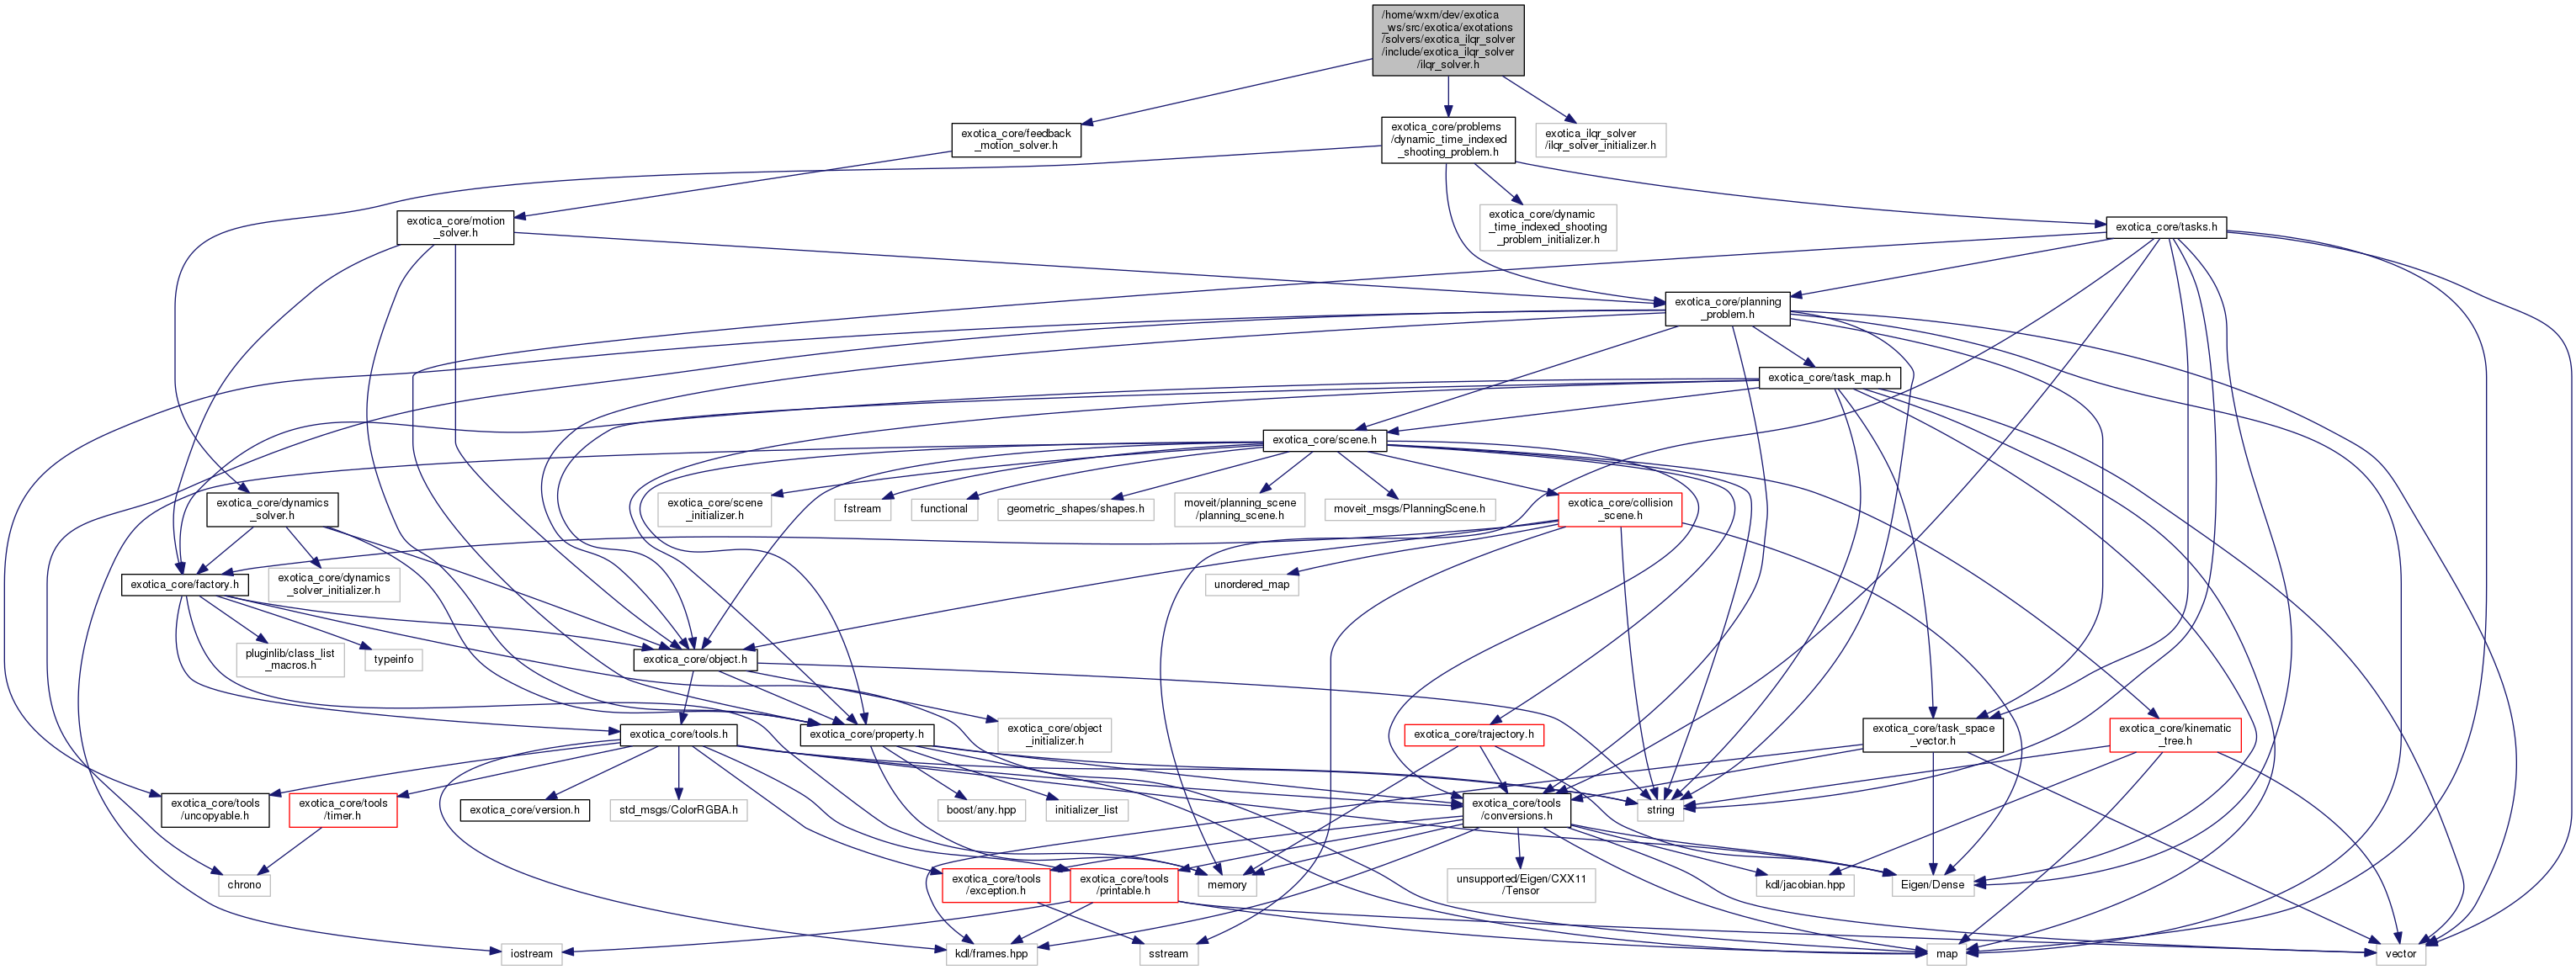 /home/wxm/dev/exotica
_ws/src/exotica/exotations
/solvers/exotica_ilqr_solver
/include/exotica_ilqr_solver
/ilqr_solver.h
exotica_core/feedback
_motion_solver.h
exotica_core/problems
/dynamic_time_indexed
_shooting_problem.h
exotica_ilqr_solver
/ilqr_solver_initializer.h
exotica_core/motion
_solver.h
exotica_core/dynamic
_time_indexed_shooting
_problem_initializer.h
exotica_core/tasks.h
exotica_core/planning
_problem.h
exotica_core/task_map.h
exotica_core/scene.h
exotica_core/dynamics
_solver.h
exotica_core/scene
_initializer.h
fstream
functional
geometric_shapes/shapes.h
moveit/planning_scene
/planning_scene.h
moveit_msgs/PlanningScene.h
exotica_core/collision
_scene.h
exotica_core/factory.h
exotica_core/dynamics
_solver_initializer.h
unordered_map
pluginlib/class_list
_macros.h
typeinfo
exotica_core/object.h
exotica_core/tools.h
exotica_core/property.h
exotica_core/object
_initializer.h
exotica_core/trajectory.h
exotica_core/task_space
_vector.h
exotica_core/kinematic
_tree.h
exotica_core/tools
/uncopyable.h
exotica_core/tools
/timer.h
exotica_core/version.h
std_msgs/ColorRGBA.h
boost/any.hpp
initializer_list
exotica_core/tools
/conversions.h
string
chrono
exotica_core/tools
/exception.h
exotica_core/tools
/printable.h
memory
unsupported/Eigen/CXX11
/Tensor
kdl/jacobian.hpp
Eigen/Dense
iostream
kdl/frames.hpp
sstream
map
vector